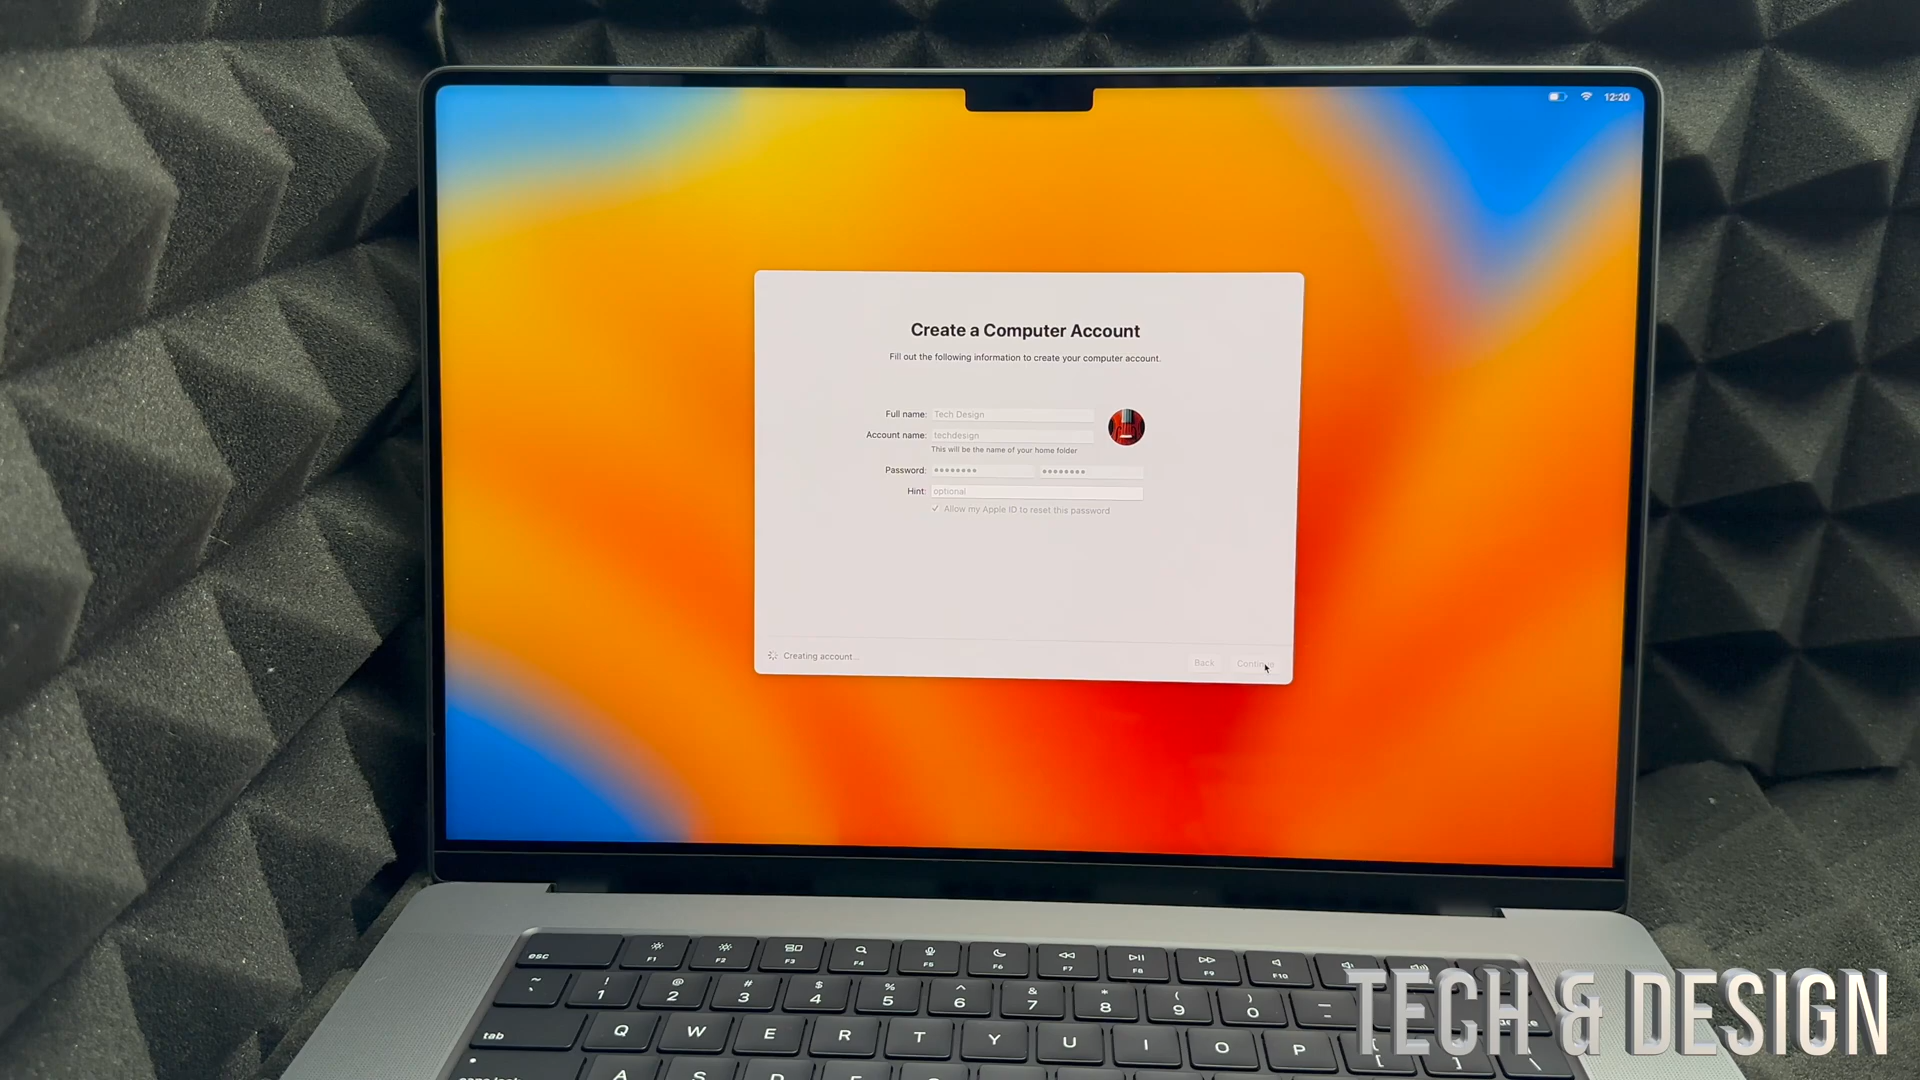 12:20
Create a Computer Account
Fill out the following information to create your computer account.
Full name: Tech Design
Account name: techdesign
This will be the name of your home folder
Password: •••••••• ••••••••
Hint: optional
✓ Allow my Apple ID to reset this password
Creating account...
Back
esc F1 F2 F3 F4 F5 F6 F7 F8 F9 F10
~ ! @ # $ % ^ & * ( ) _
` 1 2 3 4 5 6 7 8 9 0 -
tab Q W E R T Y U I O P [ ] \
A S
TECH & DESIGN